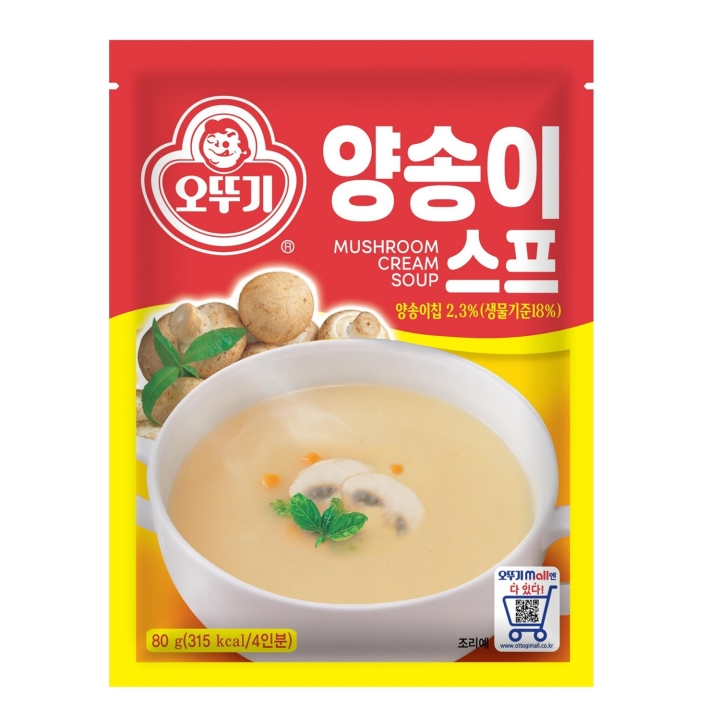 오뚜기
®
양송이
MUSHROOM
CREAM
SOUP
스프
양송이칩 2.3%(생물기준18%)
80 g(315 kcal/4인분)
조리예
오뚜기mall엔
다 있다!
www.ottogimall.co.kr